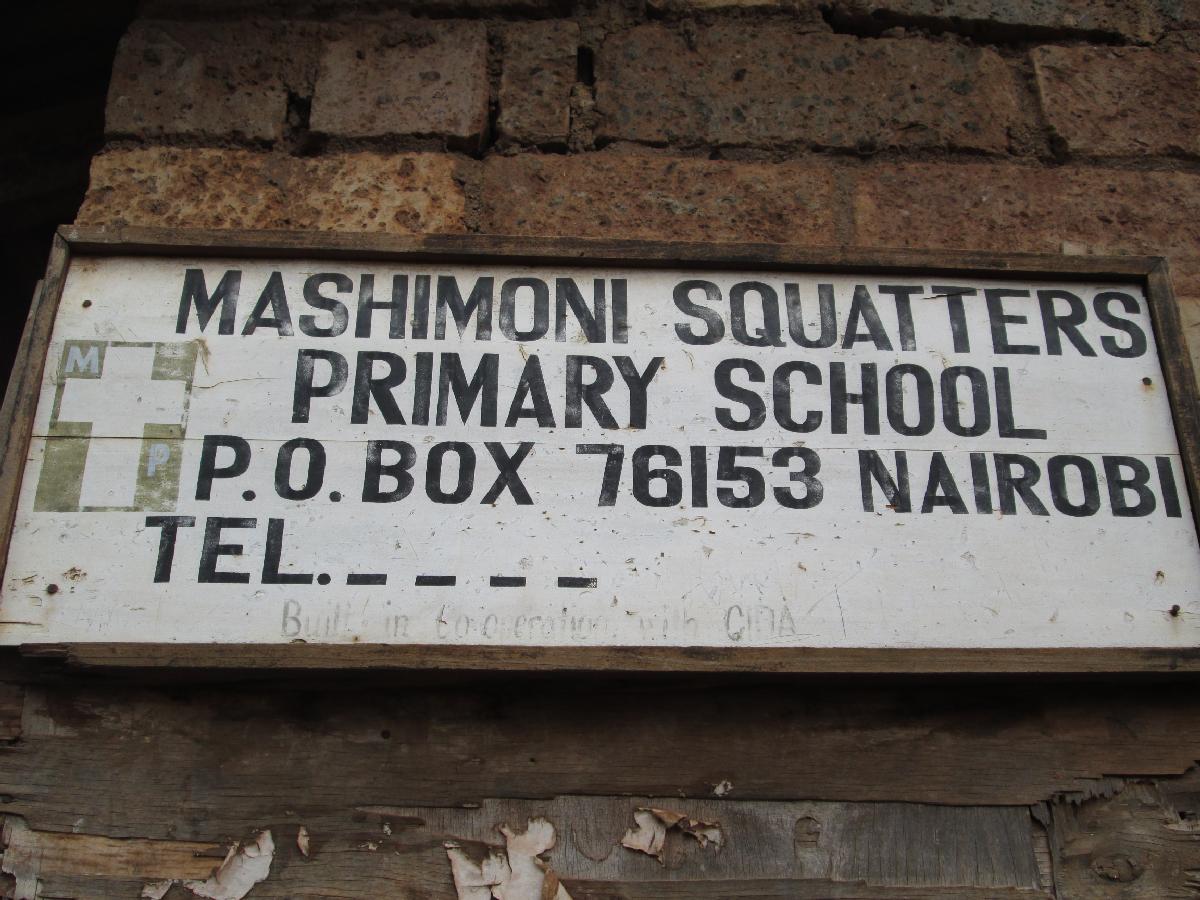 MASHIMONI SQUATTERS
PRIMARY SCHOOL
M
P
P.O. BOX 76153 NAIROBI
TEL. _ _ _ _
Built in Co-operation with CIDA